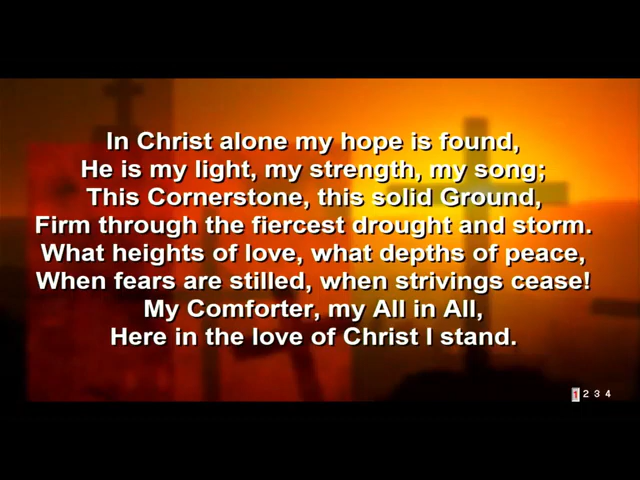 In Christ alone my hope is found,
He is my light, my strength, my song;
This Cornerstone, this solid Ground,
Firm through the fiercest drought and storm.
What heights of love, what depths of peace,
When fears are stilled, when strivings cease!
My Comforter, my All in All,
Here in the love of Christ I stand.
1 2 3 4